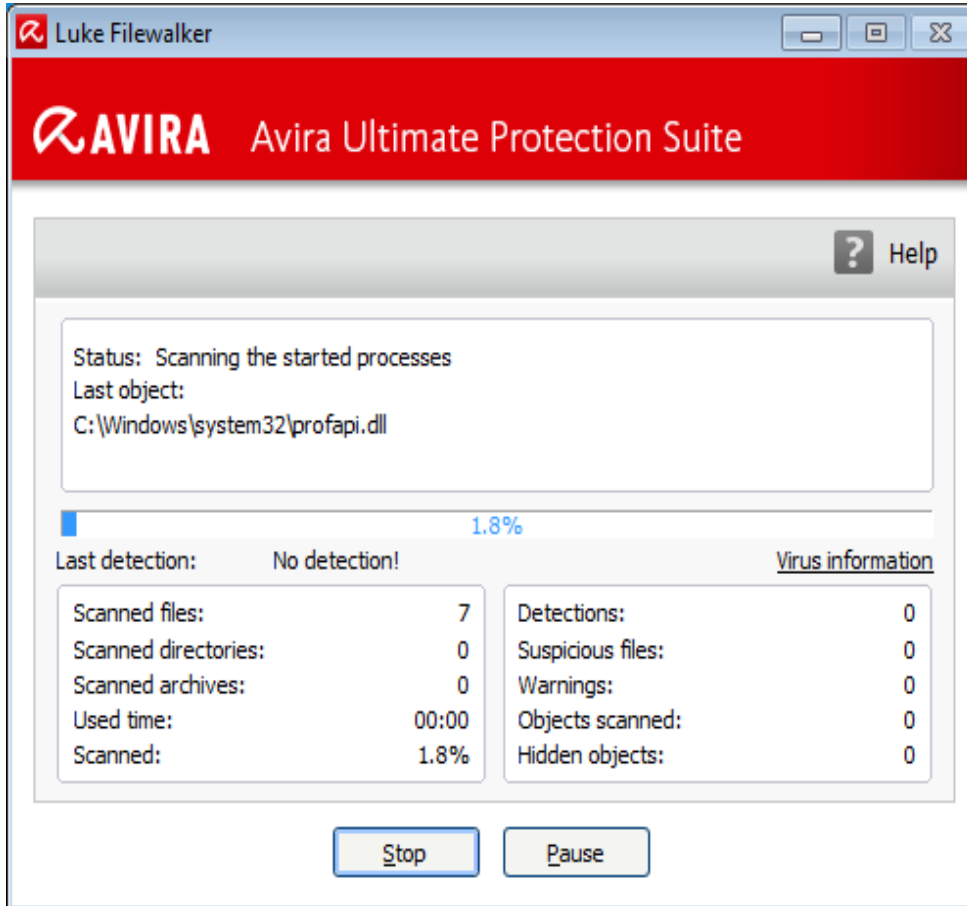 Luke Filewalker
AVIRA Avira Ultimate Protection Suite
? Help
Status: Scanning the started processes
Last object:
C:\Windows\system32\profapi.dll
1.8%
Last detection: No detection! Virus information
Scanned files: 7 Detections: 0
Scanned directories: 0 Suspicious files: 0
Scanned archives: 0 Warnings: 0
Used time: 00:00 Objects scanned: 0
Scanned: 1.8% Hidden objects: 0
Stop Pause